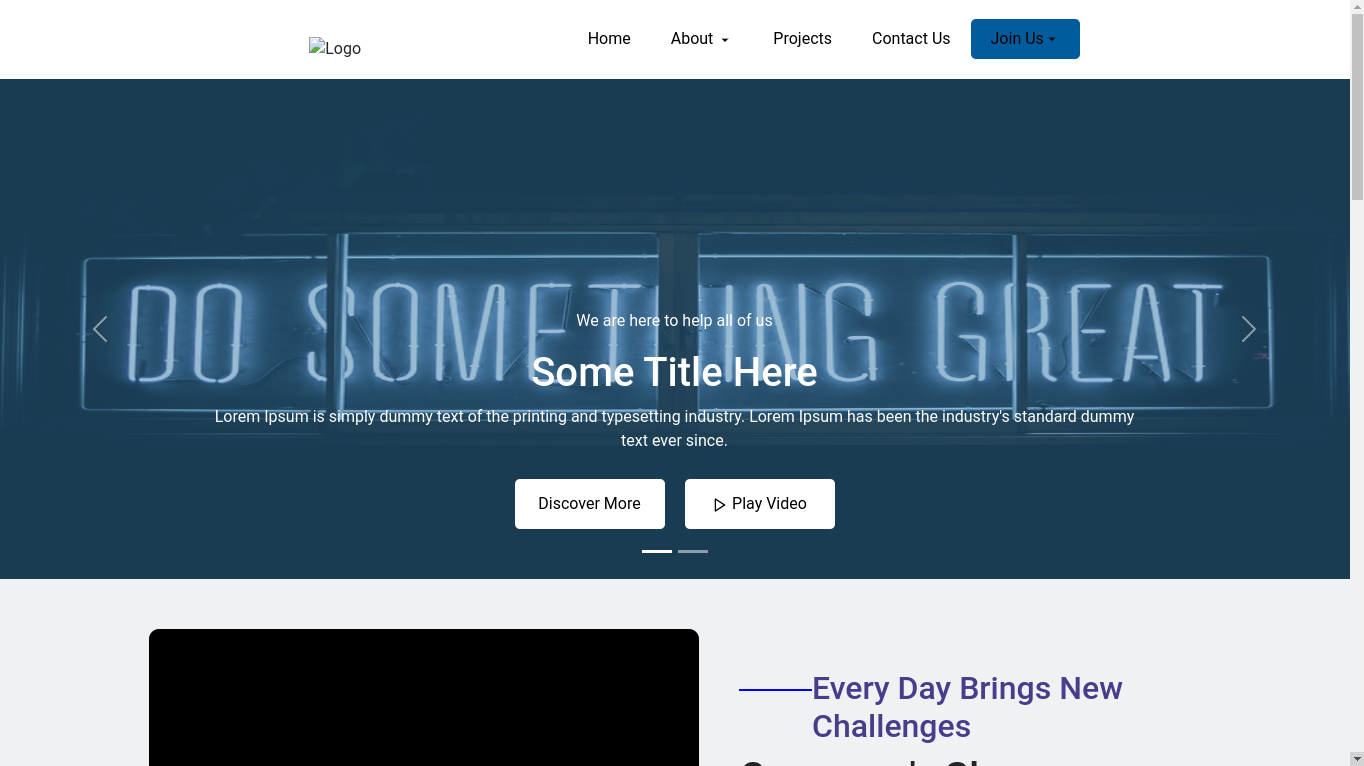 Logo
Home
About
Projects
Contact Us
Join Us
DO SOMETHING GREAT
We are here to help all of us
Some Title Here
Lorem Ipsum is simply dummy text of the printing and typesetting industry. Lorem Ipsum has been the industry's standard dummy
text ever since.
Discover More
Play Video
Every Day Brings New
Challenges